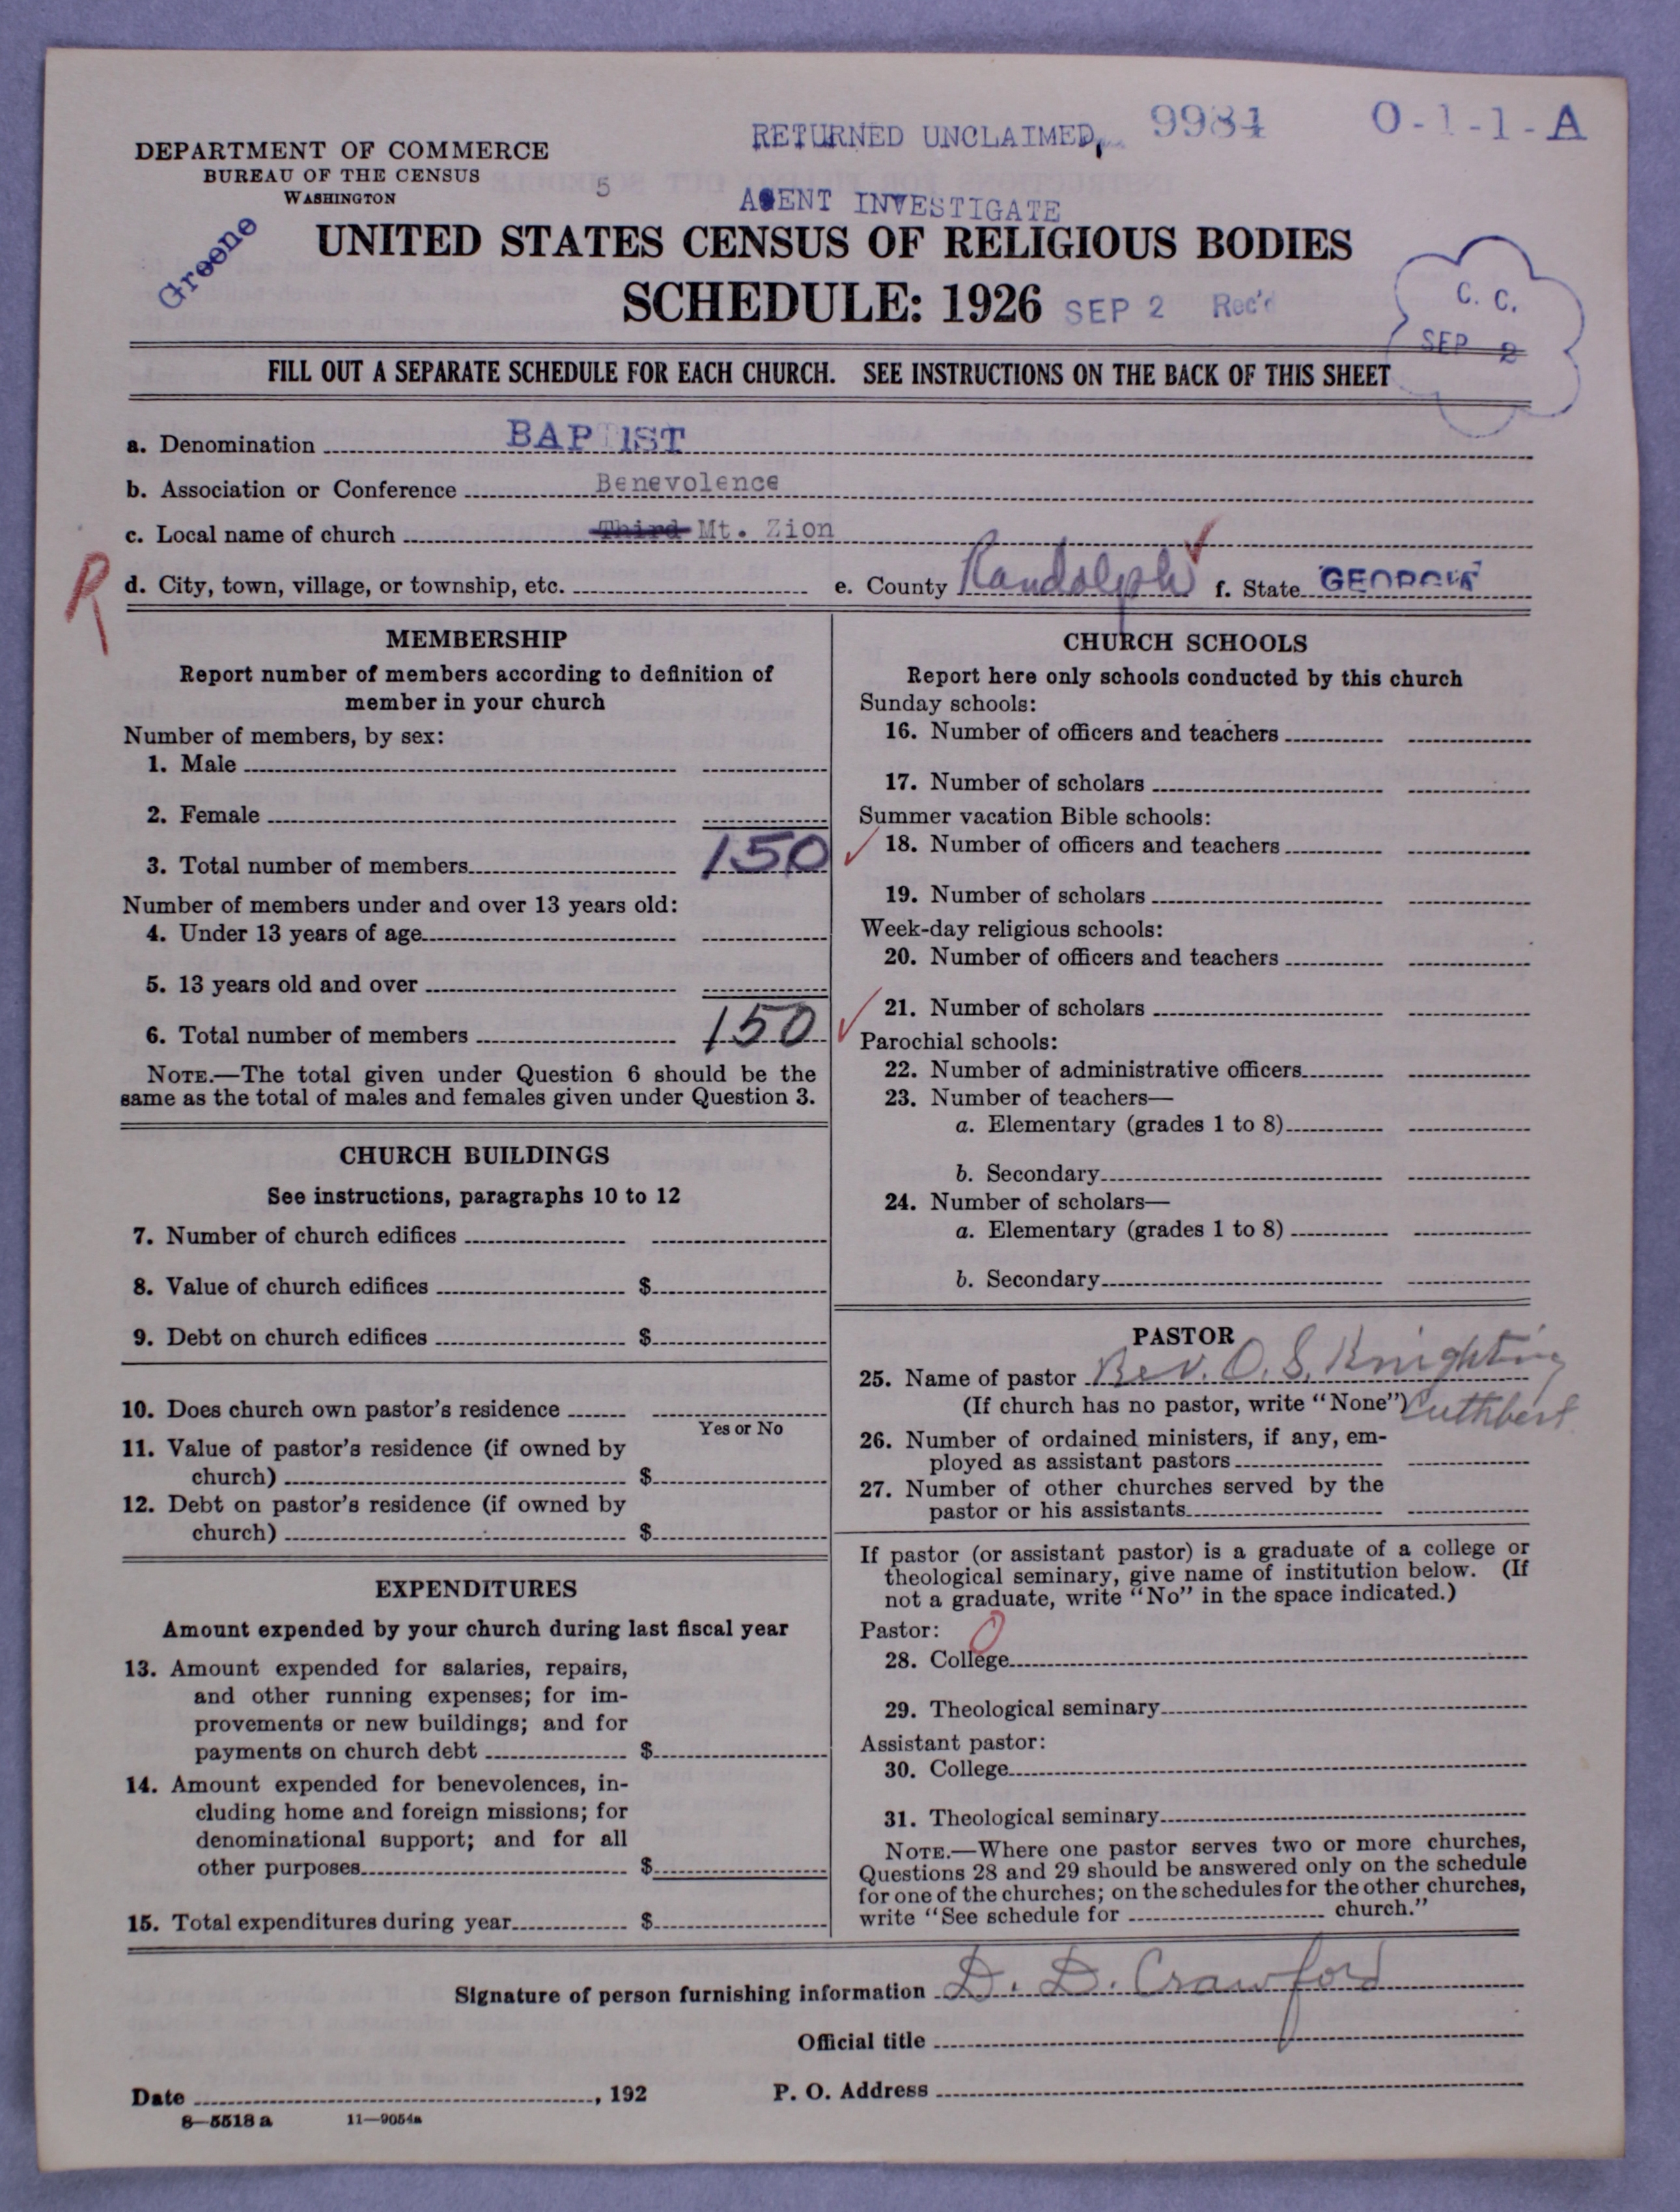 RETURNED UNCLAIMED, 9984 0-1-1-A
DEPARTMENT OF COMMERCE
BUREAU OF THE CENSUS
WASHINGTON
5
AGENT INVESTIGATE
Greene
UNITED STATES CENSUS OF RELIGIOUS BODIES
SCHEDULE: 1926 SEP 2 Rec'd
C. C.
SEP 2
FILL OUT A SEPARATE SCHEDULE FOR EACH CHURCH. SEE INSTRUCTIONS ON THE BACK OF THIS SHEET
a. Denomination BAPTIST
b. Association or Conference Benevolence
c. Local name of church Third Mt. Zion
R
d. City, town, village, or township, etc. e. County Randolph f. State GEORGIA
MEMBERSHIP
Report number of members according to definition of
member in your church
Number of members, by sex:
1. Male
2. Female
3. Total number of members 150
Number of members under and over 13 years old:
4. Under 13 years of age
5. 13 years old and over
6. Total number of members 150
NOTE.—The total given under Question 6 should be the
same as the total of males and females given under Question 3.
CHURCH BUILDINGS
See instructions, paragraphs 10 to 12
7. Number of church edifices
8. Value of church edifices $
9. Debt on church edifices $
10. Does church own pastor's residence
Yes or No
11. Value of pastor's residence (if owned by
church) $
12. Debt on pastor's residence (if owned by
church) $
EXPENDITURES
Amount expended by your church during last fiscal year
13. Amount expended for salaries, repairs,
and other running expenses; for im-
provements or new buildings; and for
payments on church debt $
14. Amount expended for benevolences, in-
cluding home and foreign missions; for
denominational support; and for all
other purposes $
15. Total expenditures during year $
CHURCH SCHOOLS
Report here only schools conducted by this church
Sunday schools:
16. Number of officers and teachers
17. Number of scholars
Summer vacation Bible schools:
18. Number of officers and teachers
19. Number of scholars
Week-day religious schools:
20. Number of officers and teachers
21. Number of scholars
Parochial schools:
22. Number of administrative officers
23. Number of teachers—
a. Elementary (grades 1 to 8)
b. Secondary
24. Number of scholars—
a. Elementary (grades 1 to 8)
b. Secondary
PASTOR
25. Name of pastor Rev. O. S. Knighting
(If church has no pastor, write "None") Cuthbert
26. Number of ordained ministers, if any, em-
ployed as assistant pastors
27. Number of other churches served by the
pastor or his assistants
If pastor (or assistant pastor) is a graduate of a college or
theological seminary, give name of institution below. (If
not a graduate, write "No" in the space indicated.)
Pastor: 0
28. College
29. Theological seminary
Assistant pastor:
30. College
31. Theological seminary
NOTE.—Where one pastor serves two or more churches,
Questions 28 and 29 should be answered only on the schedule
for one of the churches; on the schedules for the other churches,
write "See schedule for church."
Signature of person furnishing information D. D. Crawford
Official title
Date , 192 P. O. Address
8—5518 a 11—9054a